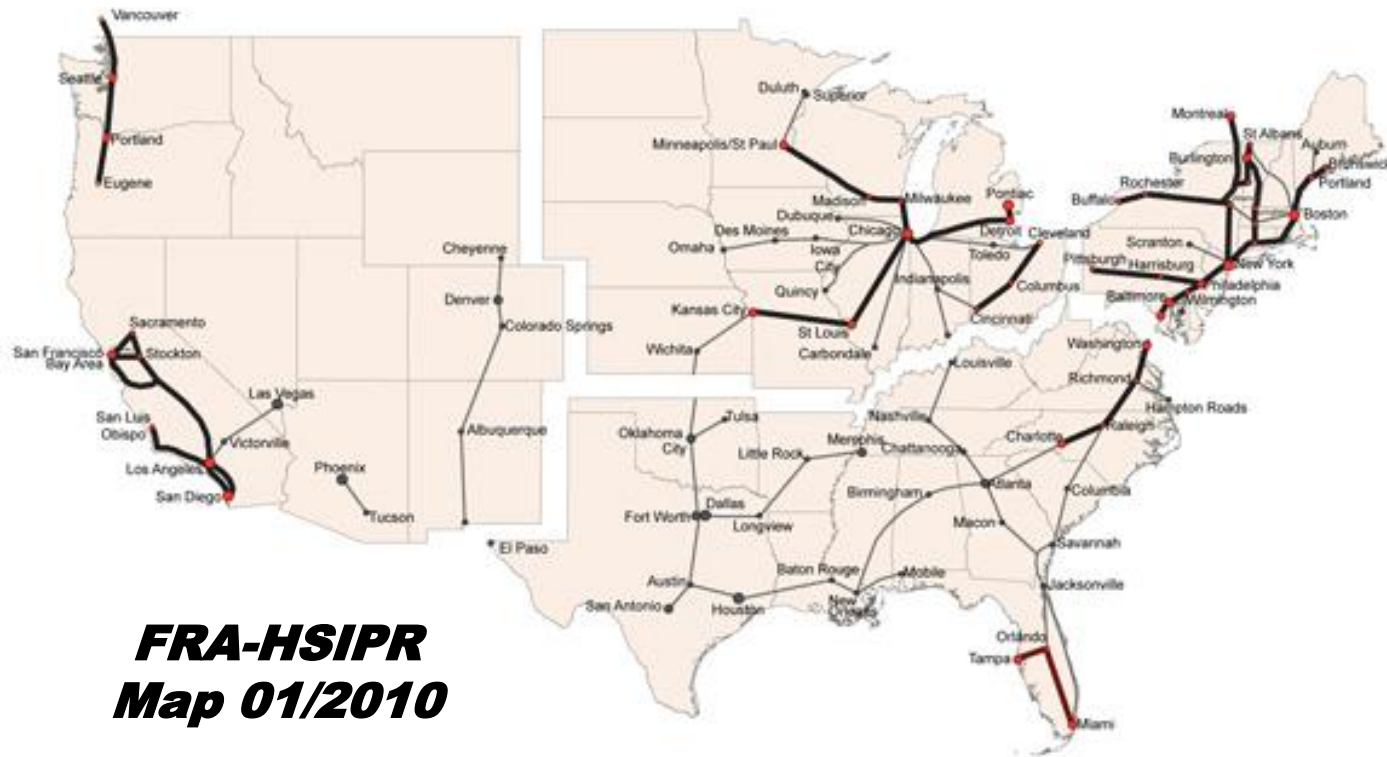 Vancouver
Seattle
Portland
Eugene
Sacramento
San Francisco
Bay Area
Stockton
Las Vegas
San Luis
Obispo
Victorville
Los Angeles
San Diego
Phoenix
Tucson
Cheyenne
Denver
Colorado Springs
Albuquerque
El Paso
Duluth
Superior
Minneapolis/St Paul
Madison
Milwaukee
Dubuque
Chicago
Des Moines
Omaha
Iowa
City
Quincy
Kansas City
St Louis
Carbondale
Wichita
Pontiac
Detroit
Cleveland
Toledo
Indianapolis
Columbus
Cincinnati
Montreal
St Albans
Burlington
Auburn
Brunswick
Portland
Rochester
Buffalo
Boston
Scranton
New York
Pittsburgh
Harrisburg
Philadelphia
Baltimore
Wilmington
Washington
Richmond
Hampton Roads
Raleigh
Charlotte
Louisville
Nashville
Chattanooga
Memphis
Little Rock
Tulsa
Oklahoma
City
Dallas
Fort Worth
Longview
Birmingham
Atlanta
Columbia
Macon
Savannah
Jacksonville
Austin
San Antonio
Houston
Baton Rouge
New
Orleans
Mobile
Orlando
Tampa
Miami
FRA-HSIPR
Map 01/2010